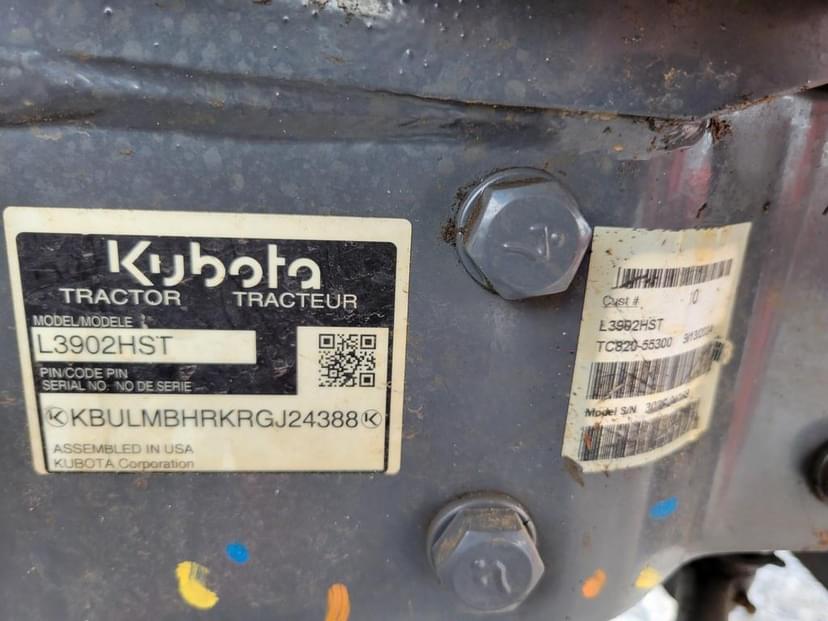 Kubota
TRACTOR TRACTEUR
MODEL/MODELE
L3902HST
PIN/CODE PIN
SERIAL NO. NO DE SERIE
KBULMBHRKRGJ24388
ASSEMBLED IN USA
KUBOTA Corporation
Cust # 10
L3902HST
TC820-55300
Model S/N